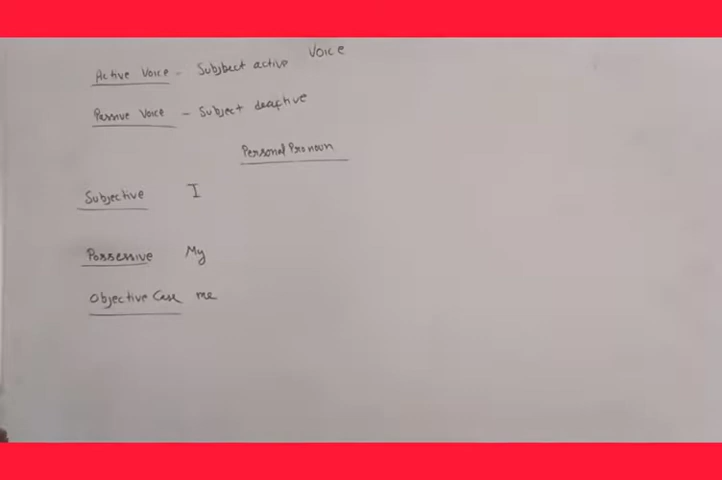 Voice
Active Voice - Subject active
Passive Voice - Subject deactive
Personal Pronoun
Subjective I
Possessive My
Objective Case me